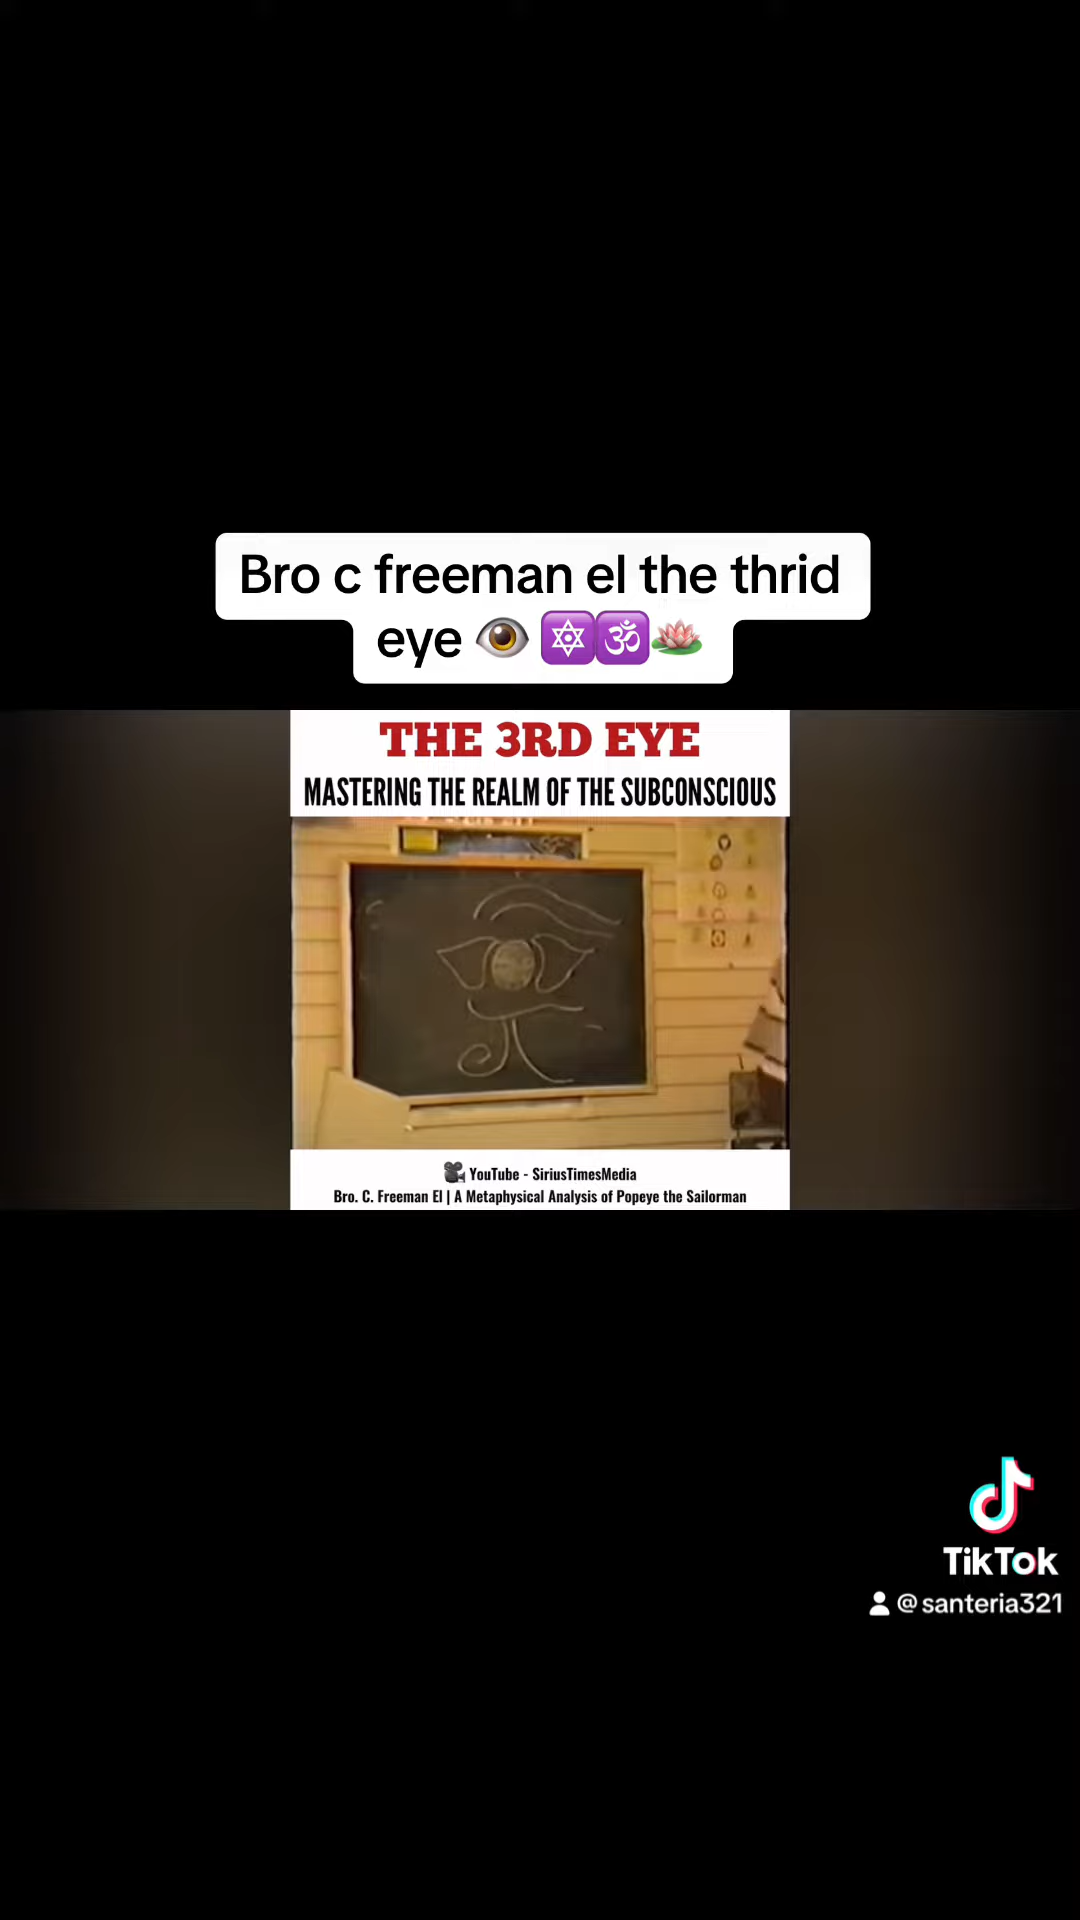 Bro c freeman el the thrid
eye 👁️ 🔯🕉️🪷
THE 3RD EYE
MASTERING THE REALM OF THE SUBCONSCIOUS
🎥 YouTube - SiriusTimesMedia
Bro. C. Freeman El | A Metaphysical Analysis of Popeye the Sailorman
TikTok
@santeria321